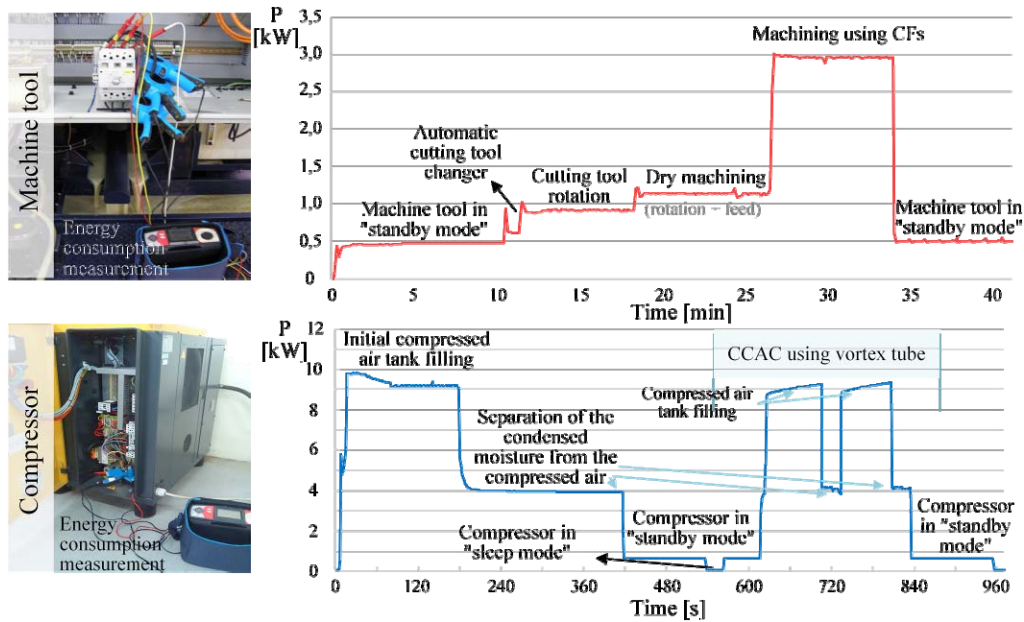 Machine tool
Energy
consumption
measurement
P
[kW]
3,5
3,0
2,5
2,0
1,5
1,0
0,5
0
Machining using CFs
Automatic
cutting tool
changer
Cutting tool
rotation
Dry machining
(rotation – feed)
Machine tool in
"standby mode"
Machine tool in
"standby mode"
0 5 10 15 20 25 30 35 40
Time [min]
Compressor
Energy consumption
measurement
P
[kW]
12
10
8
6
4
2
0
Initial compressed
air tank filling
CCAC using vortex tube
Compressed air
tank filling
Separation of the
condensed
moisture from the
compressed air
Compressor in
"sleep mode"
Compressor in
"standby mode"
Compressor
in "standby
mode"
0 120 240 360 480 600 720 840 960
Time [s]